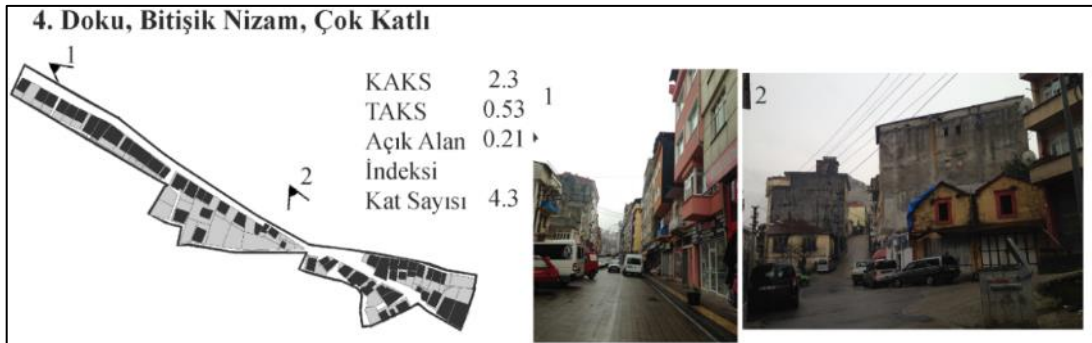 4. Doku, Bitişik Nizam, Çok Katlı
1
2
KAKS 2.3
TAKS 0.53
Açık Alan 0.21
İndeksi
Kat Sayısı 4.3
1
2